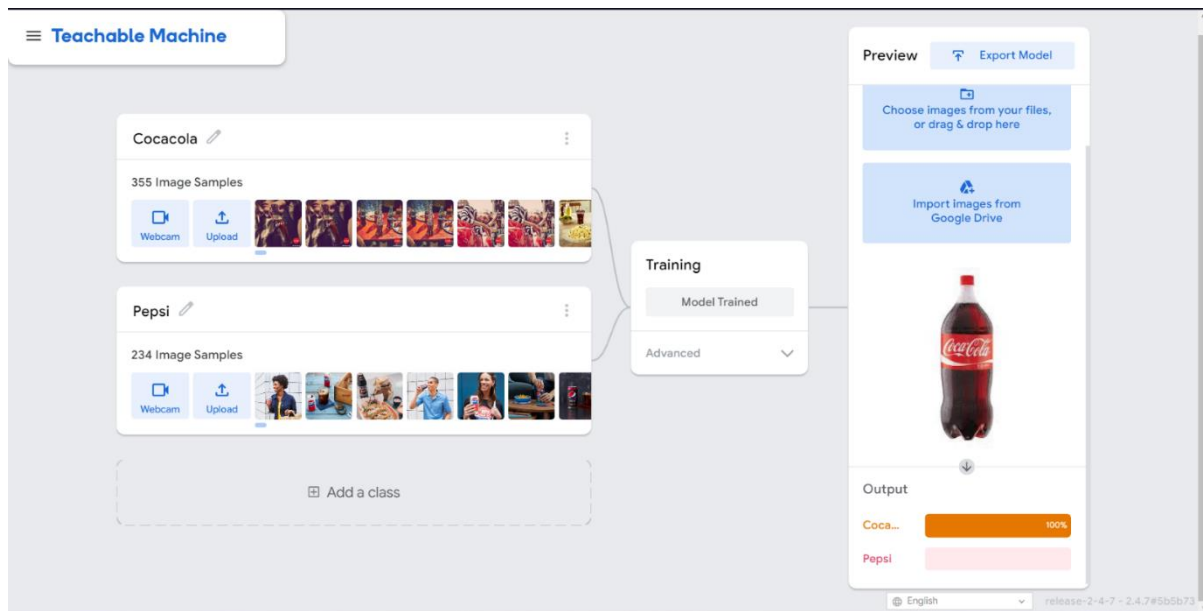 Teachable Machine
Cocacola
355 Image Samples
Webcam
Upload
Pepsi
234 Image Samples
Webcam
Upload
Add a class
Training
Model Trained
Advanced
Preview
Export Model
Choose images from your files,
or drag & drop here
Import images from
Google Drive
Coca-Cola
Output
Coca...
100%
Pepsi
English
release-2-4-7 - 2.4.7#5b5b73